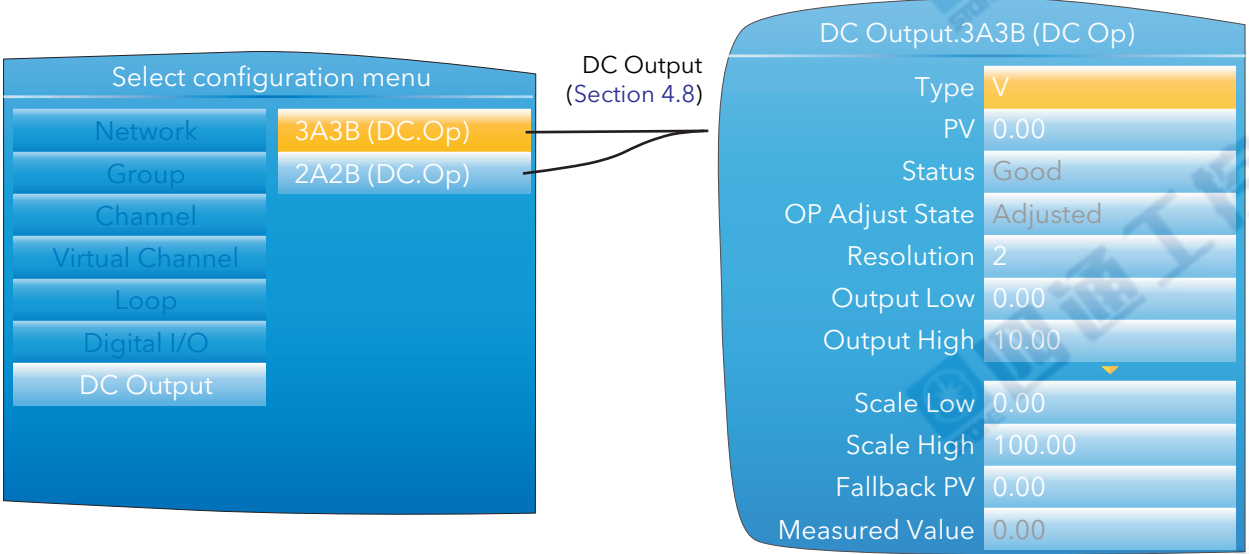 Select configuration menu
Network
Group
Channel
Virtual Channel
Loop
Digital I/O
DC Output
3A3B (DC.Op)
2A2B (DC.Op)
DC Output
(Section 4.8)
DC Output.3A3B (DC Op)
Type V
PV 0.00
Status Good
OP Adjust State Adjusted
Resolution 2
Output Low 0.00
Output High 10.00
Scale Low 0.00
Scale High 100.00
Fallback PV 0.00
Measured Value 0.00